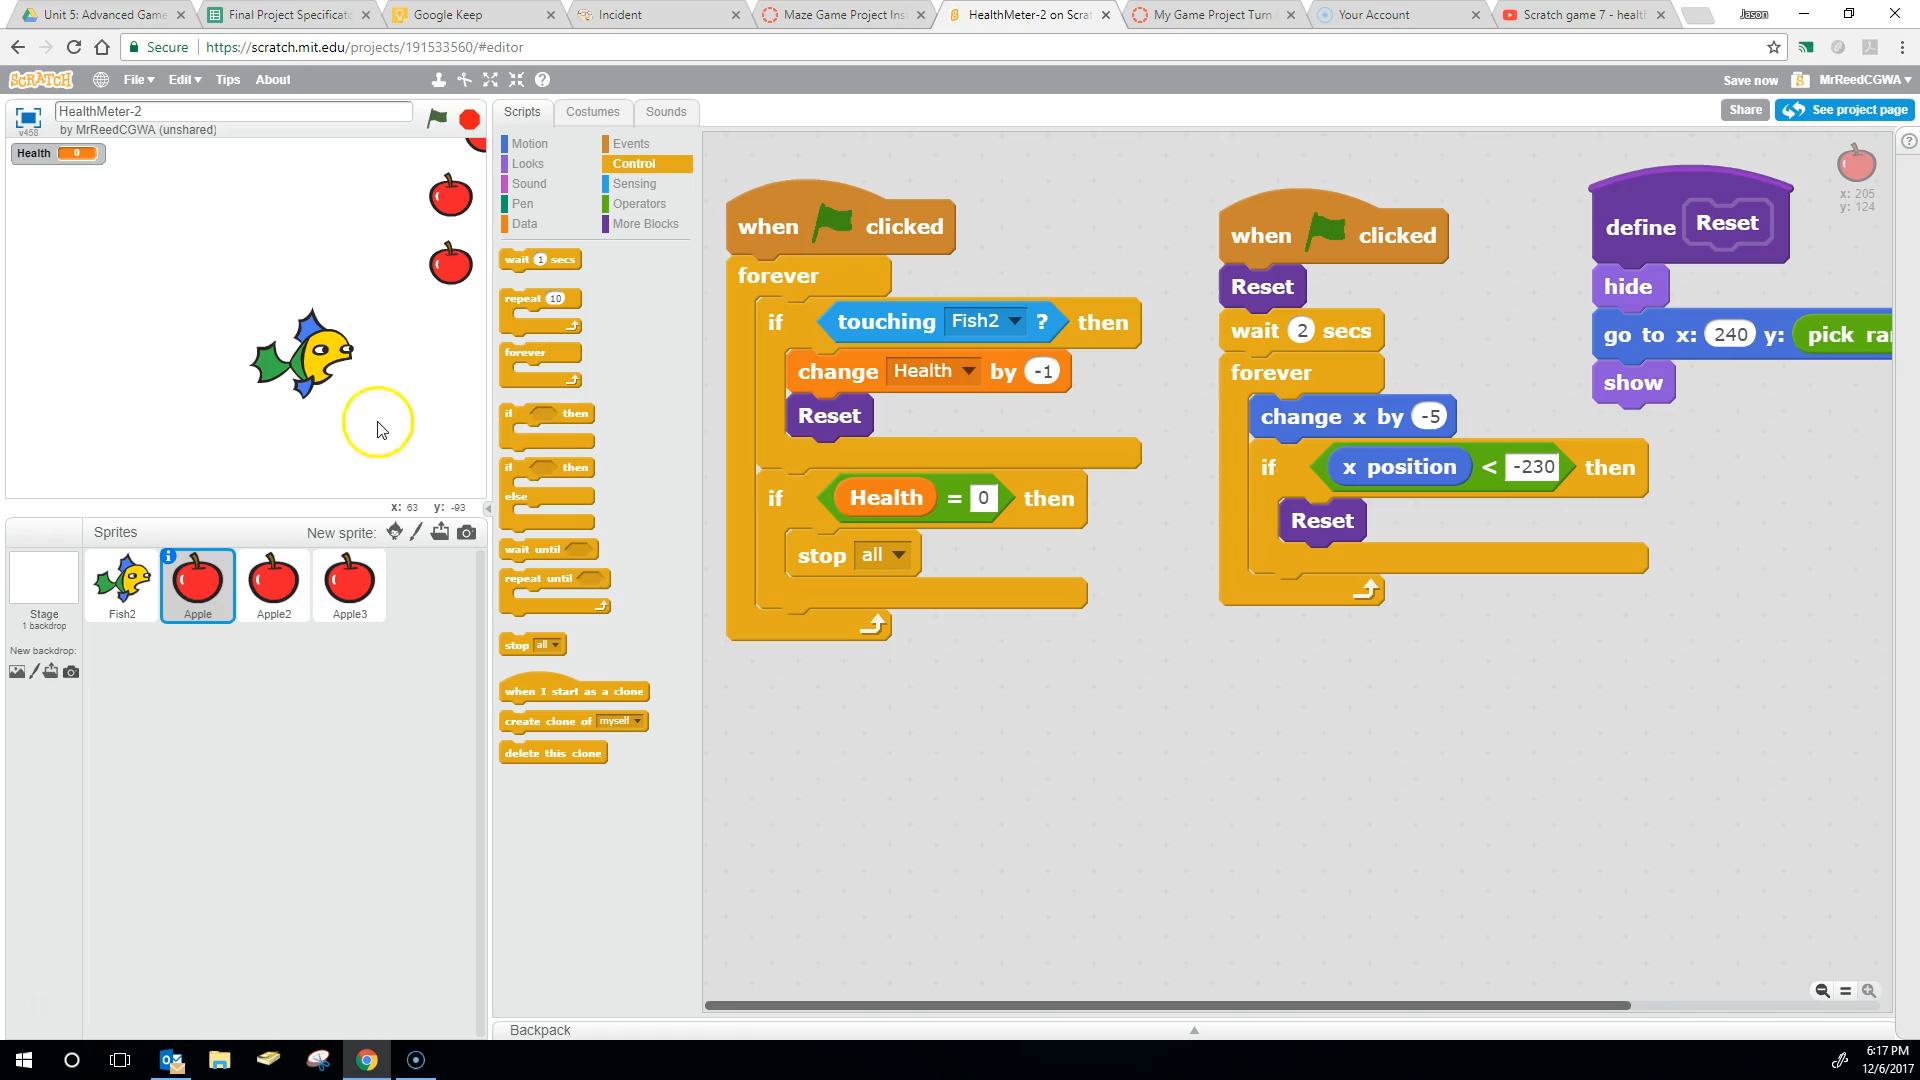 Unit 5: Advanced Game
Final Project Specificat
Google Keep
Incident
Maze Game Project Ins
HealthMeter-2 on Scrat
My Game Project Turn
Your Account
Scratch game 7 - healt
Jason
Secure
https://scratch.mit.edu/projects/191533560/#editor
SCRATCH
File
Edit
Tips
About
Save now
MrReedCGWA
v458
HealthMeter-2
by MrReedCGWA (unshared)
Scripts
Costumes
Sounds
Share
See project page
Health 0
Motion
Looks
Sound
Pen
Data
Events
Control
Sensing
Operators
More Blocks
wait 1 secs
repeat 10
forever
if then
if then
else
wait until
repeat until
stop all
when I start as a clone
create clone of myself
delete this clone
when clicked
forever
if touching Fish2 ? then
change Health by -1
Reset
if Health = 0 then
stop all
when clicked
Reset
wait 2 secs
forever
change x by -5
if x position < -230 then
Reset
define Reset
hide
go to x: 240 y: pick ra
show
x: 205
y: 124
x: 63 y: -93
Sprites
New sprite:
Stage
1 backdrop
New backdrop:
Fish2
Apple
Apple2
Apple3
Backpack
6:17 PM
12/6/2017